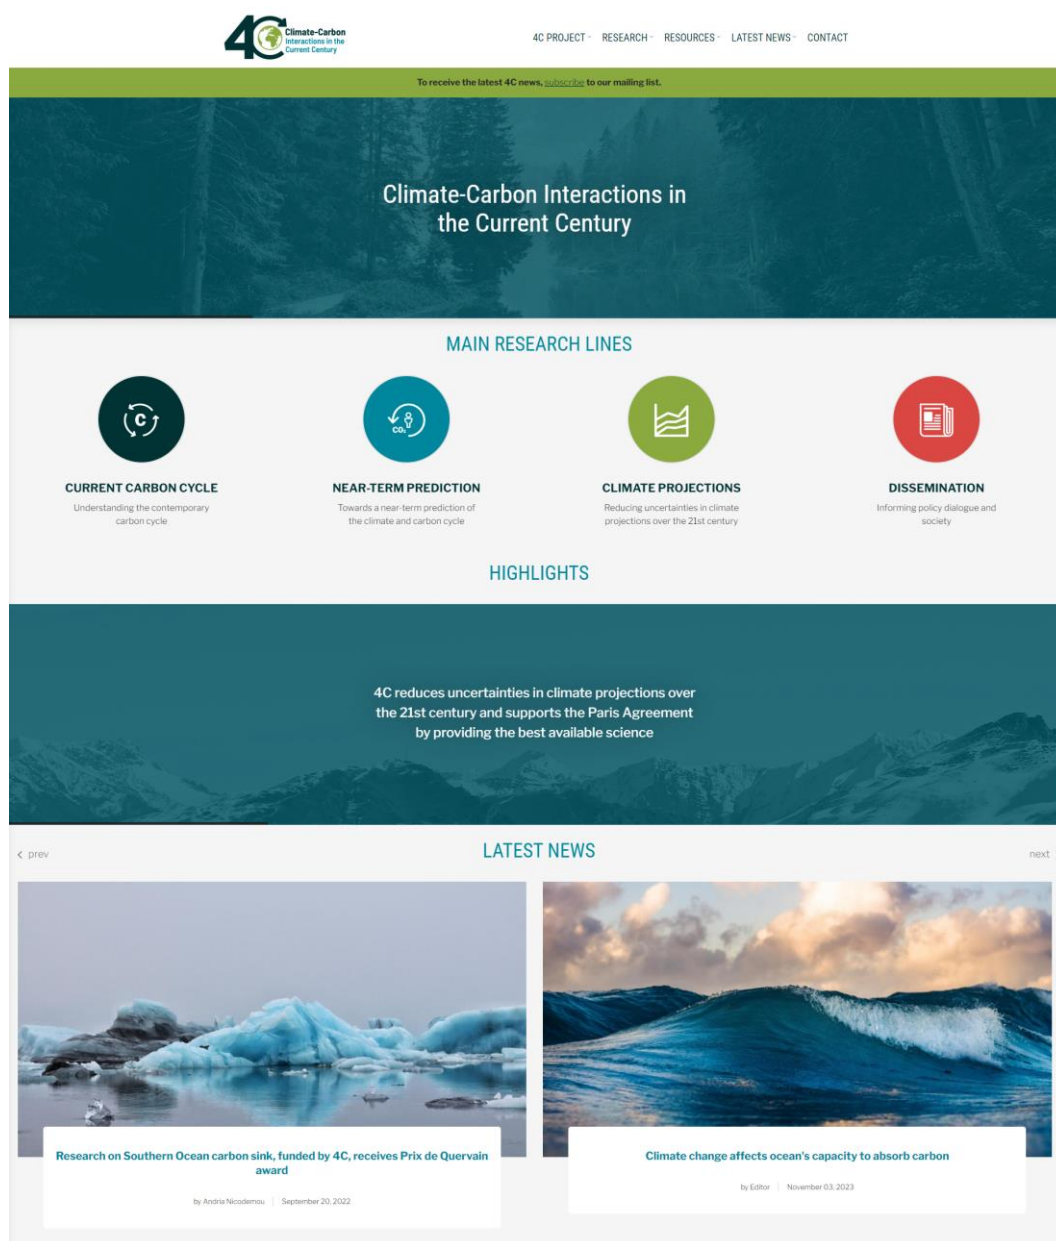 4C
Climate-Carbon
Interactions in the
Current Century
4C PROJECT RESEARCH RESOURCES LATEST NEWS CONTACT
To receive the latest 4C news, subscribe to our mailing list.
Climate-Carbon Interactions in
the Current Century
MAIN RESEARCH LINES
C
CO₂
CURRENT CARBON CYCLE
Understanding the contemporary
carbon cycle
NEAR-TERM PREDICTION
Towards a near-term prediction of
the climate and carbon cycle
CLIMATE PROJECTIONS
Reducing uncertainties in climate
projections over the 21st century
DISSEMINATION
Informing policy dialogue and
society
HIGHLIGHTS
4C reduces uncertainties in climate projections over
the 21st century and supports the Paris Agreement
by providing the best available science
prev
LATEST NEWS
next
Research on Southern Ocean carbon sink, funded by 4C, receives Prix de Quervain
award
by Andria Nicodemou | September 20, 2022
Climate change affects ocean's capacity to absorb carbon
by Editor | November 03, 2023